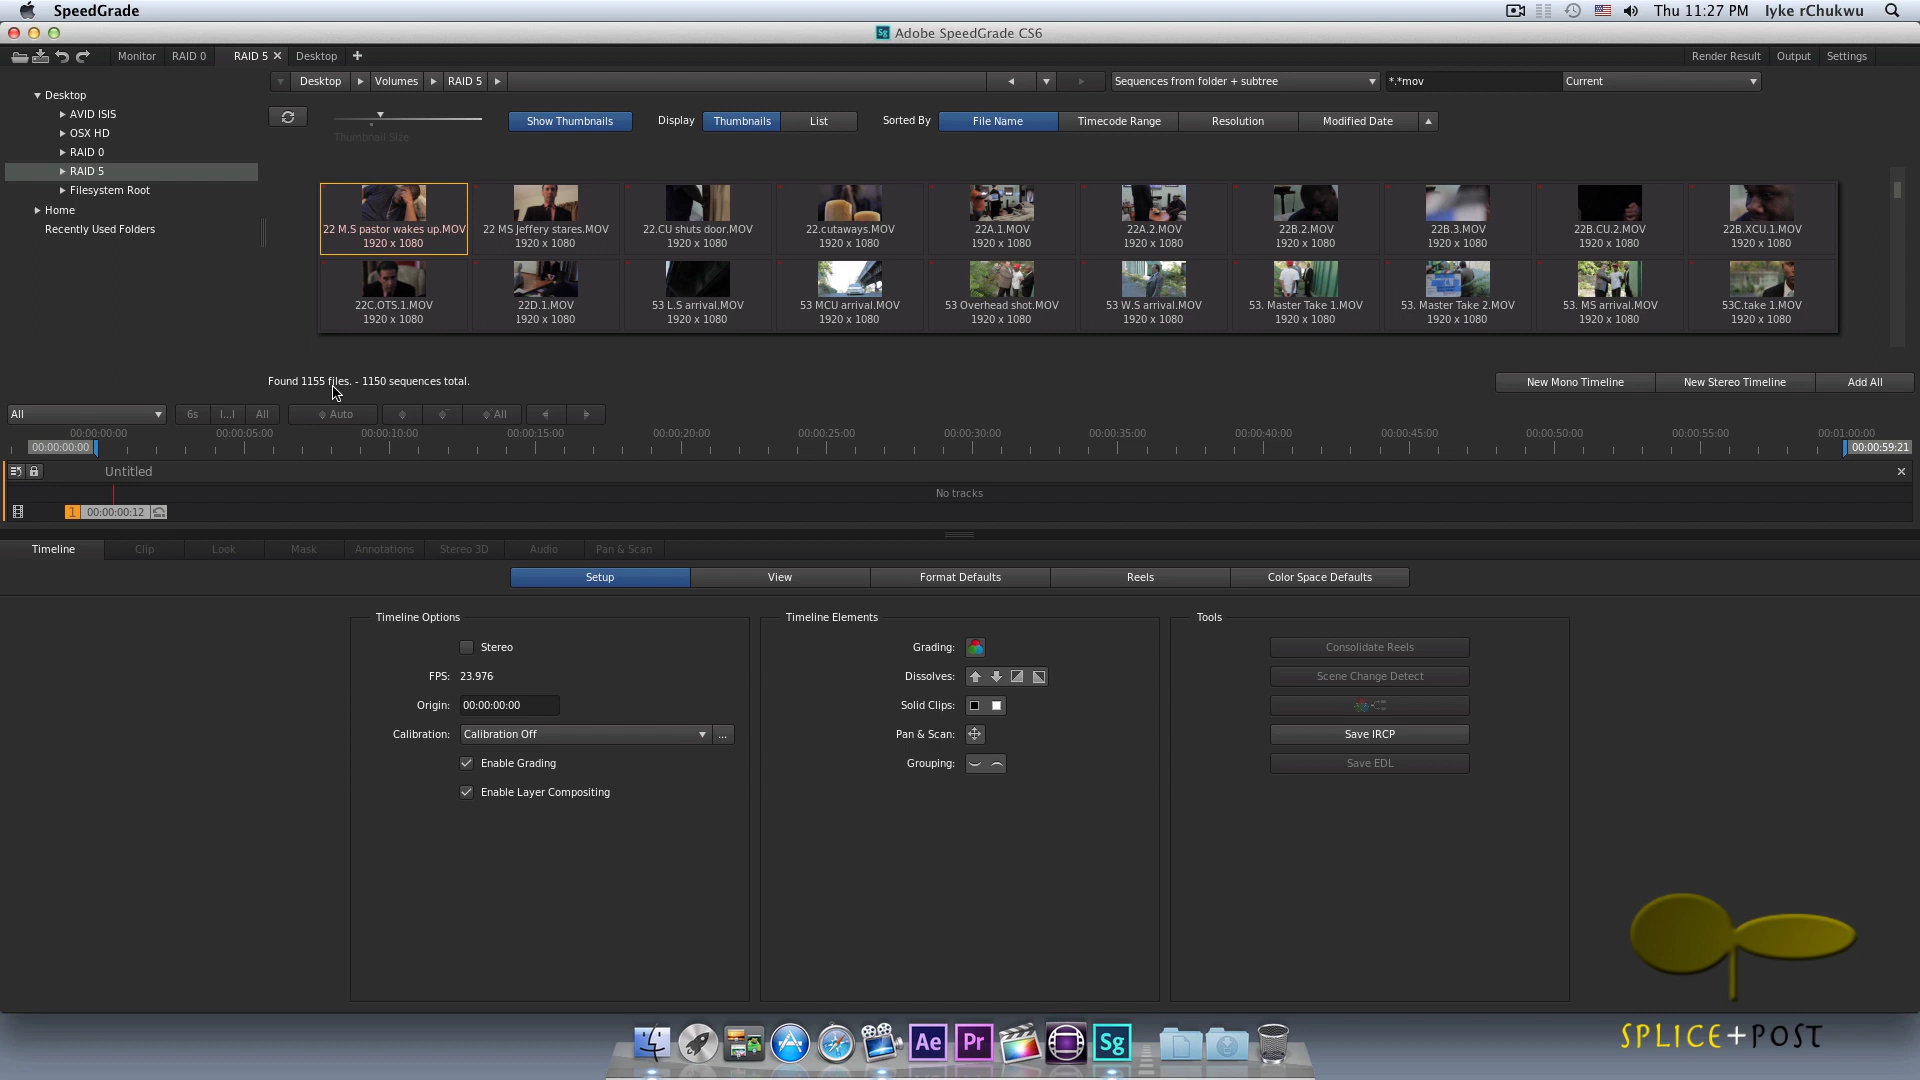 SpeedGrade
Thu 11:27 PM Iyke rChukwu
Sg Adobe SpeedGrade CS6
Monitor RAID 0 RAID 5 Desktop
Render Result Output Settings
Desktop Volumes RAID 5 Sequences from folder + subtree *.*mov Current
Desktop
AVID ISIS
OSX HD
RAID 0
RAID 5
Filesystem Root
Home
Recently Used Folders
Thumbnail Size
Show Thumbnails Display Thumbnails List Sorted By File Name Timecode Range Resolution Modified Date
22 M.S pastor wakes up.MOV 22 MS Jeffery stares.MOV 22.CU shuts door.MOV 22.cutaways.MOV 22A.1.MOV 22A.2.MOV 22B.2.MOV 22B.3.MOV 22B.CU.2.MOV 22B.XCU.1.MOV
1920 x 1080 1920 x 1080 1920 x 1080 1920 x 1080 1920 x 1080 1920 x 1080 1920 x 1080 1920 x 1080 1920 x 1080 1920 x 1080
22C.OTS.1.MOV 22D.1.MOV 53 L.S arrival.MOV 53 MCU arrival.MOV 53 Overhead shot.MOV 53 W.S arrival.MOV 53. Master Take 1.MOV 53. Master Take 2.MOV 53. MS arrival.MOV 53C.take 1.MOV
1920 x 1080 1920 x 1080 1920 x 1080 1920 x 1080 1920 x 1080 1920 x 1080 1920 x 1080 1920 x 1080 1920 x 1080 1920 x 1080
Found 1155 files. - 1150 sequences total.
New Mono Timeline New Stereo Timeline Add All
All 6s I...I All Auto All
00:00:00:00 00:00:05:00 00:00:10:00 00:00:15:00 00:00:20:00 00:00:25:00 00:00:30:00 00:00:35:00 00:00:40:00 00:00:45:00 00:00:50:00 00:00:55:00 00:01:00:00
00:00:00:00 00:00:59:21
Untitled
No tracks
1 00:00:00:12
Timeline Clip Look Mask Annotations Stereo 3D Audio Pan & Scan
Setup View Format Defaults Reels Color Space Defaults
Timeline Options
Stereo
FPS: 23.976
Origin: 00:00:00:00
Calibration: Calibration Off ...
Enable Grading
Enable Layer Compositing
Timeline Elements
Grading:
Dissolves:
Solid Clips:
Pan & Scan:
Grouping:
Tools
Consolidate Reels
Scene Change Detect
Save IRCP
Save EDL
Ae Pr Sg
SPLICE+POST